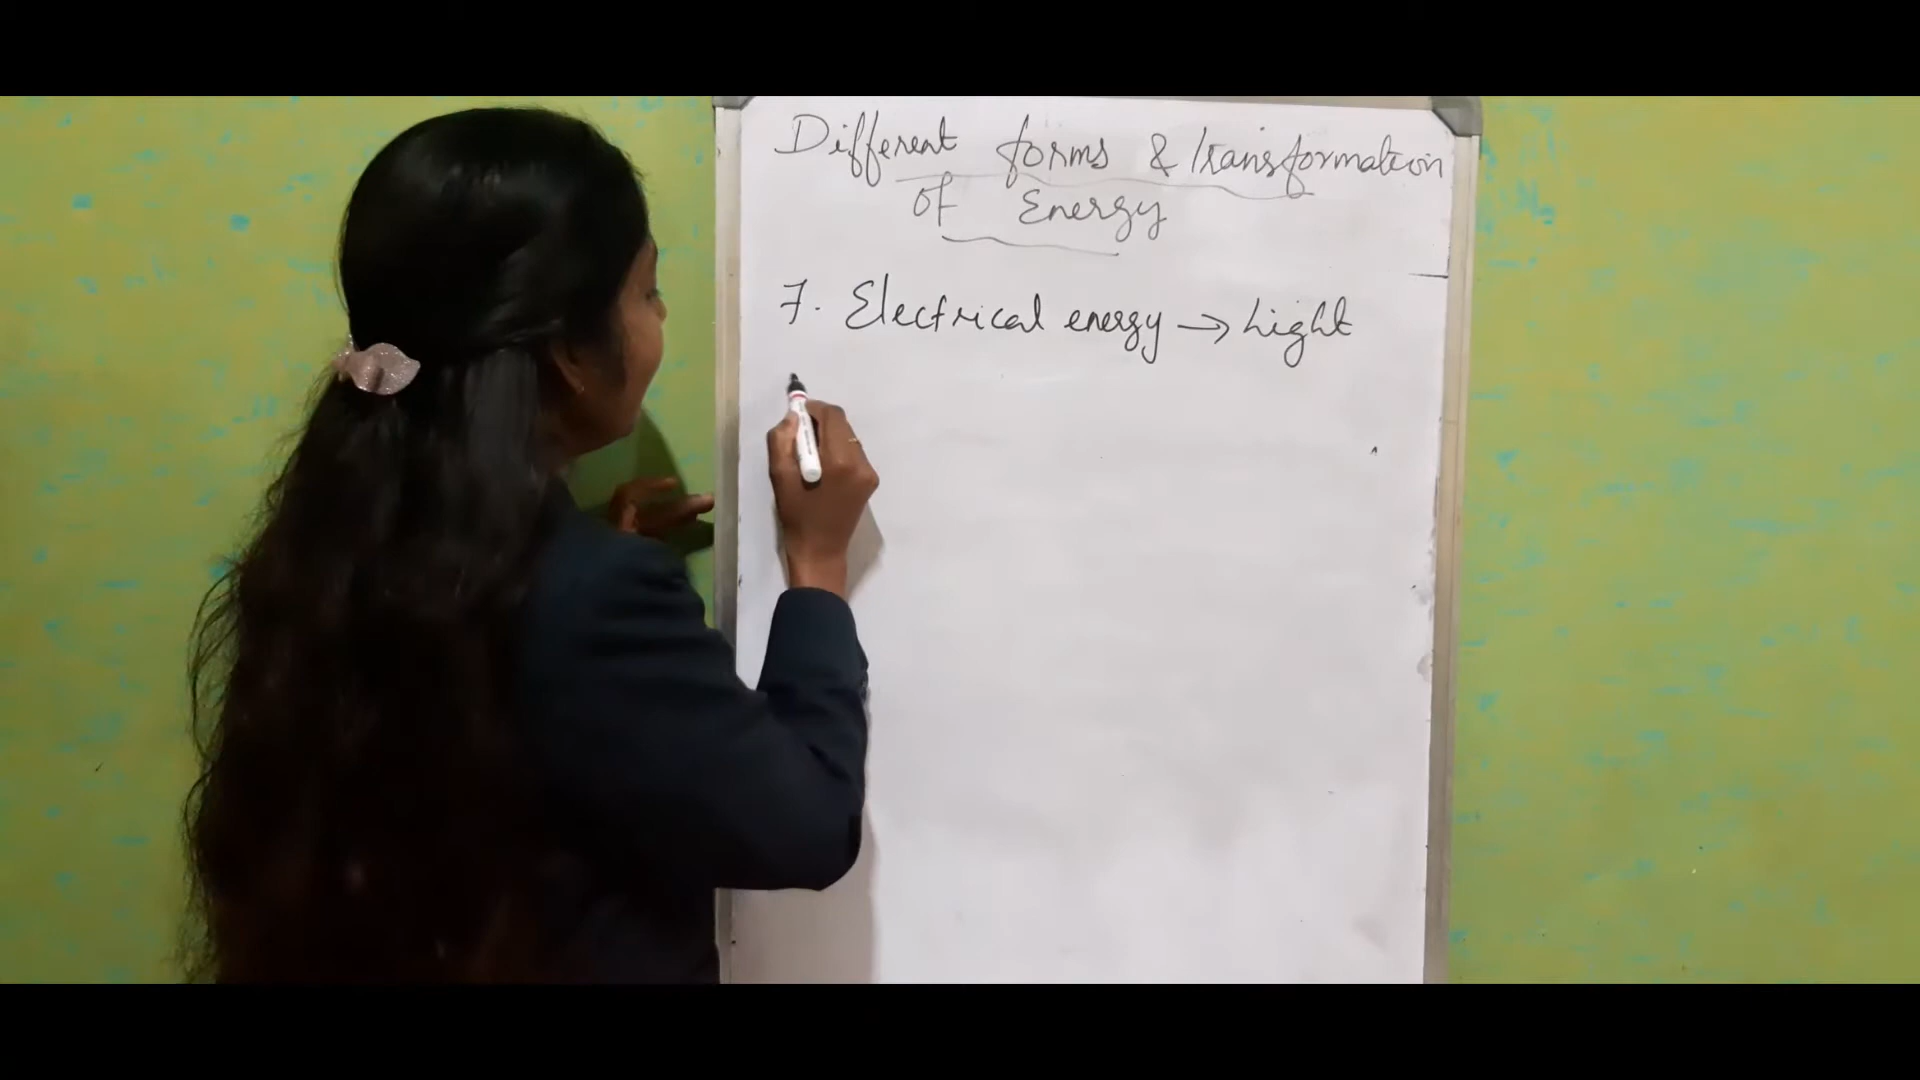 Different forms & transformation
of Energy
7. Electrical energy → Light